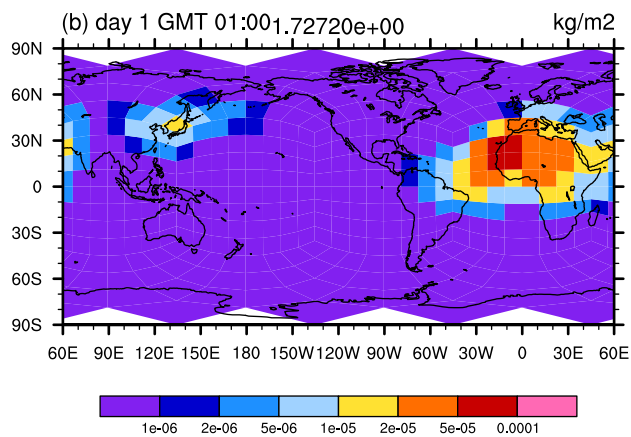 (b) day 1 GMT 01:00 1.72720e+00 kg/m2
90N
60N
30N
0
30S
60S
90S
60E 90E 120E 150E 180 150W 120W 90W 60W 30W 0 30E 60E
1e-06 2e-06 5e-06 1e-05 2e-05 5e-05 0.0001